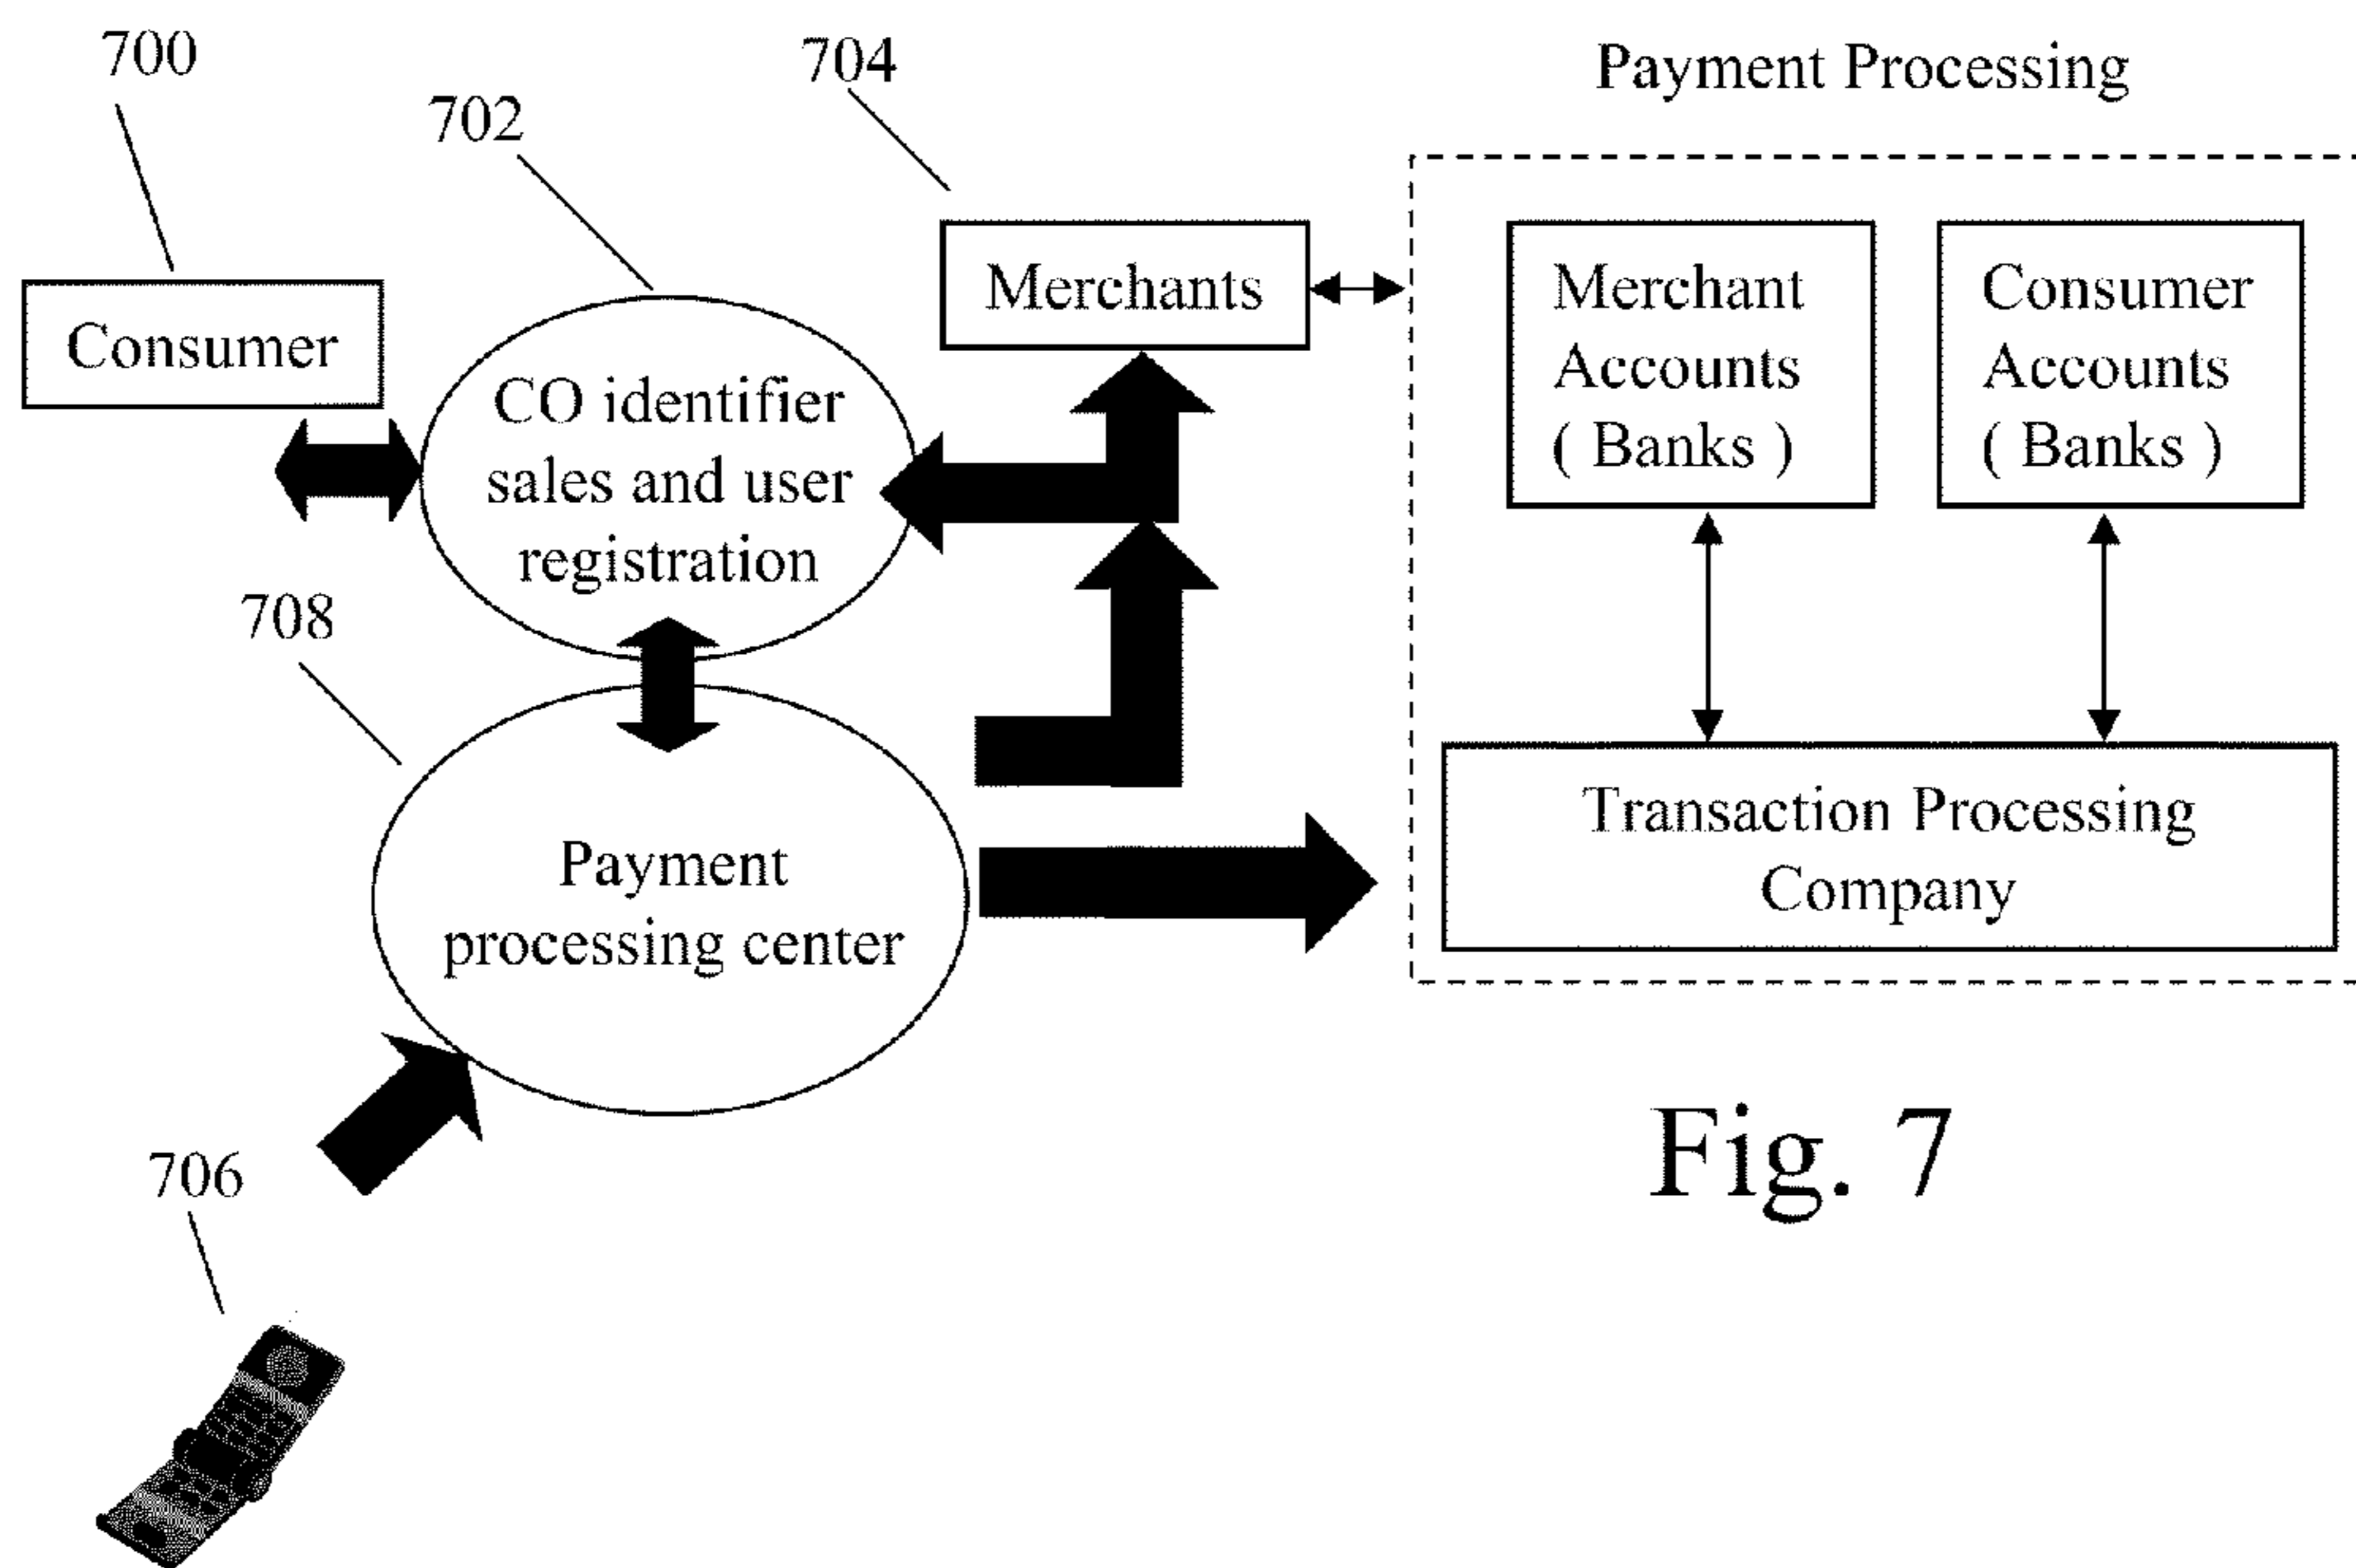 700
702
704
Payment Processing
Consumer
Merchants
CO identifier
sales and user
registration
Merchant
Accounts
( Banks )
Consumer
Accounts
( Banks )
708
Payment
processing center
Transaction Processing
Company
706
Fig. 7